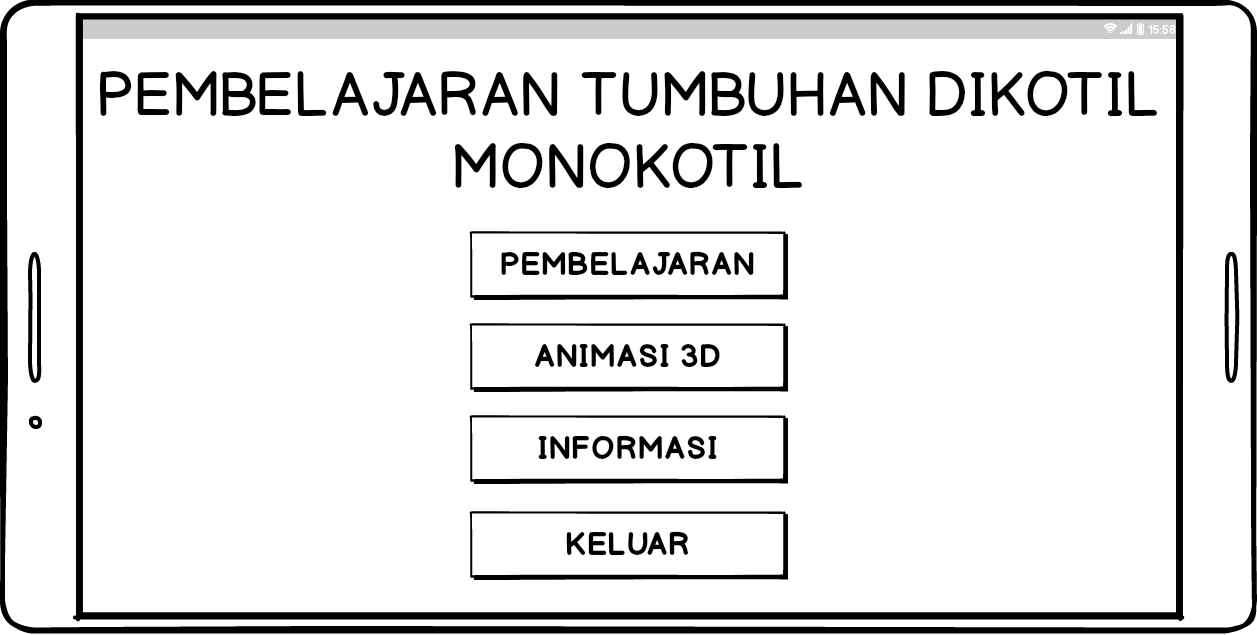 15:58
PEMBELAJARAN TUMBUHAN DIKOTIL
MONOKOTIL
PEMBELAJARAN
ANIMASI 3D
INFORMASI
KELUAR